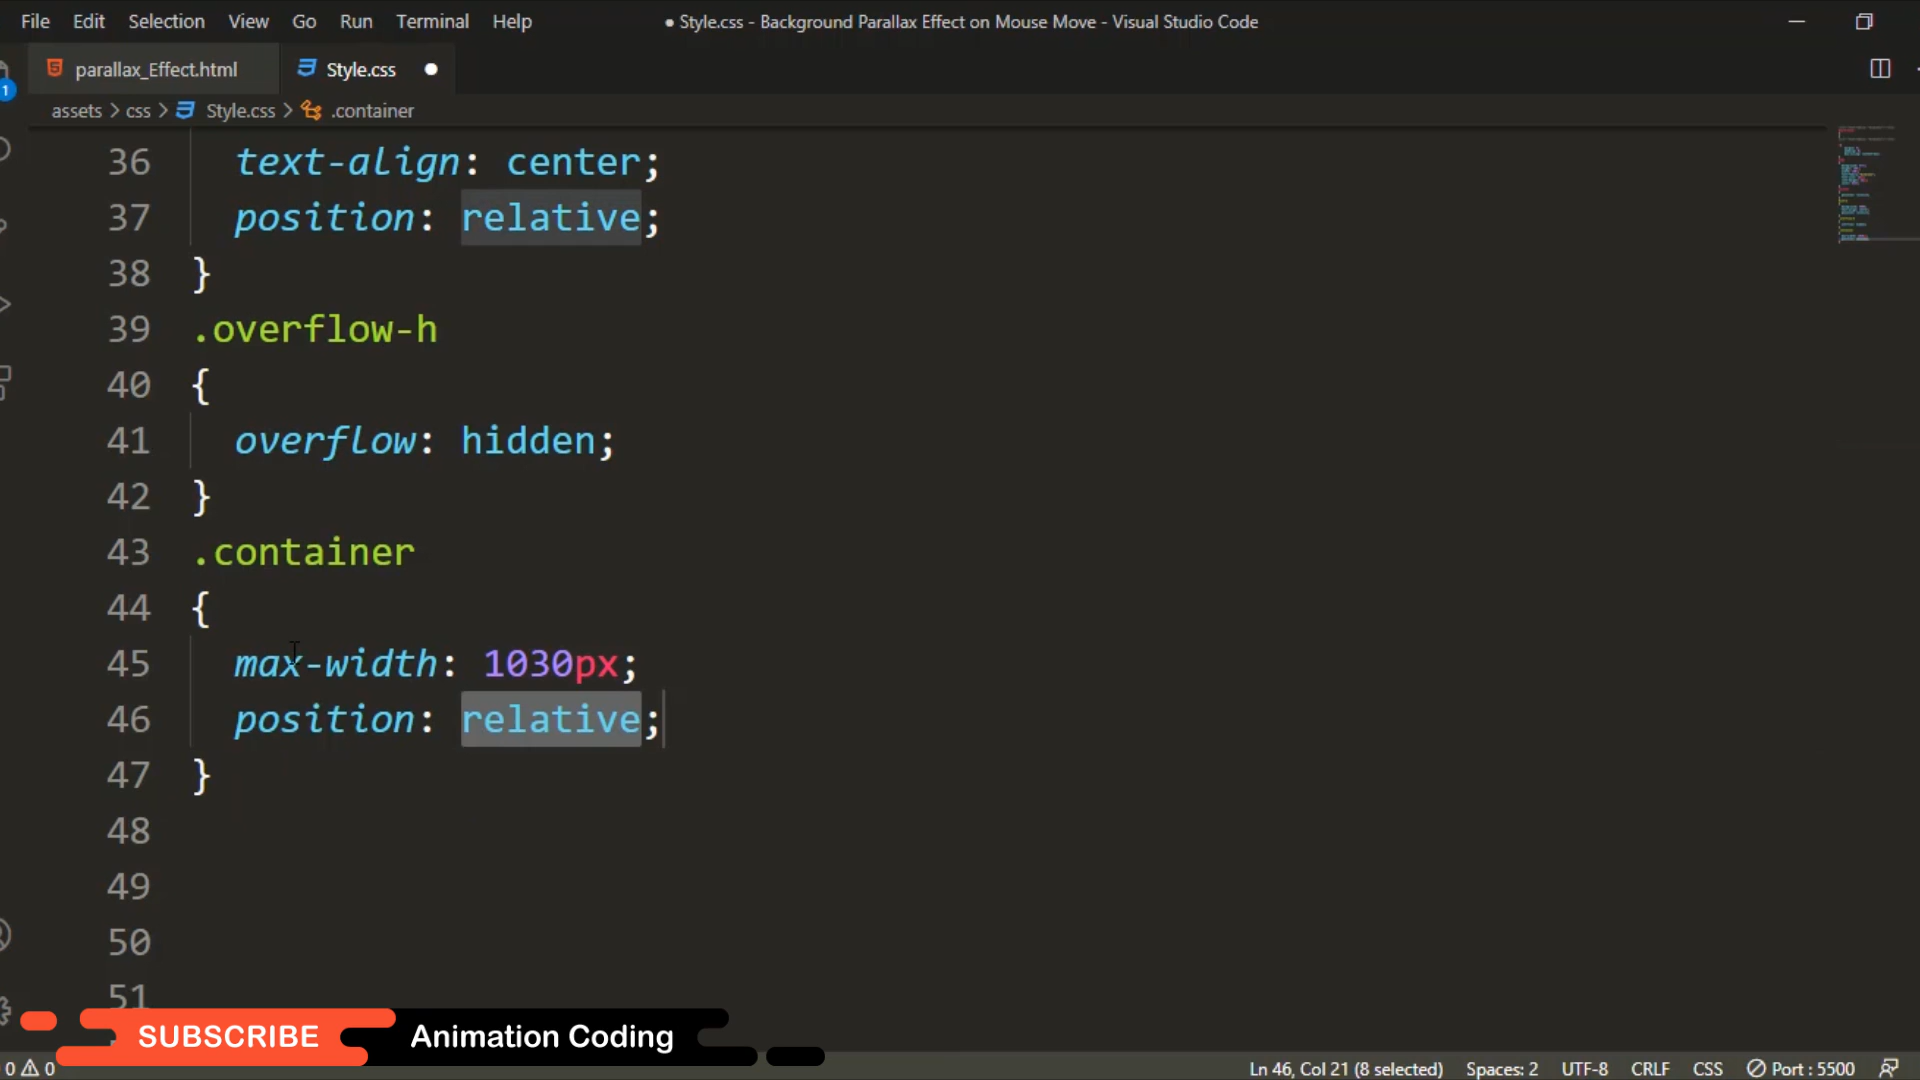 File Edit Selection View Go Run Terminal Help ● Style.css - Background Parallax Effect on Mouse Move - Visual Studio Code
parallax_Effect.html Style.css ●
1
assets > css > Style.css > .container
36 text-align: center;
37 position: relative;
38 }
39 .overflow-h
40 {
41 overflow: hidden;
42 }
43 .container
44 {
45 max-width: 1030px;
46 position: relative;
47 }
48
49
50
51
SUBSCRIBE Animation Coding
0 0 Ln 46, Col 21 (8 selected) Spaces: 2 UTF-8 CRLF CSS Port : 5500